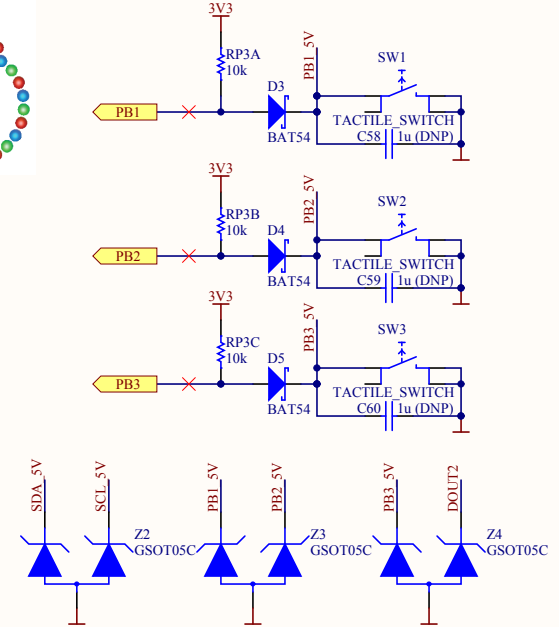 3V3
RP3A
10k
PB1
D3
BAT54
PB1_5V
SW1
TACTILE_SWITCH
C58
1u (DNP)
3V3
RP3B
10k
PB2
D4
BAT54
PB2_5V
SW2
TACTILE_SWITCH
C59
1u (DNP)
3V3
RP3C
10k
PB3
D5
BAT54
PB3_5V
SW3
TACTILE_SWITCH
C60
1u (DNP)
SDA_5V
SCL_5V
Z2
GSOT05C
PB1_5V
PB2_5V
Z3
GSOT05C
PB3_5V
DOUT2
Z4
GSOT05C